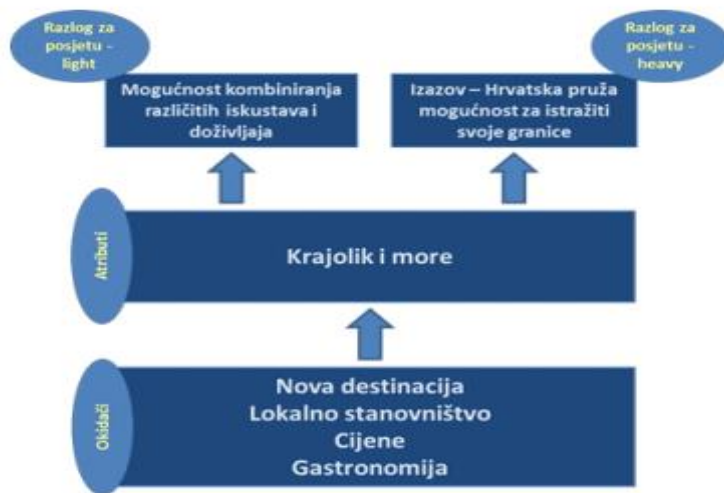 Razlog za
posjetu -
light
Razlog za
posjetu -
heavy
Mogućnost kombiniranja
različitih iskustava i
doživljaja
Izazov – Hrvatska pruža
mogućnost za istražiti
svoje granice
Atributi
Krajolik i more
Okidači
Nova destinacija
Lokalno stanovništvo
Cijene
Gastronomija